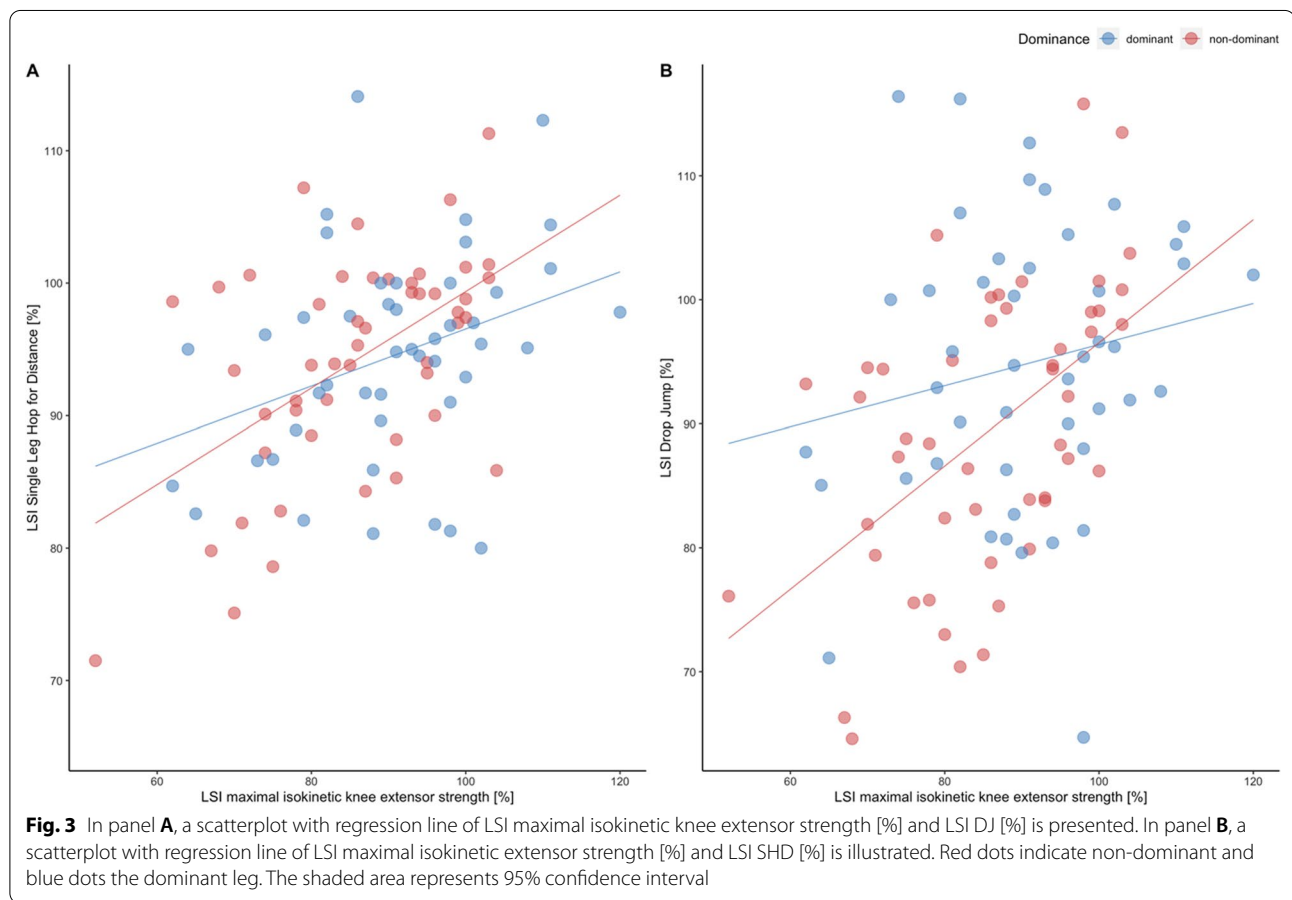 Dominance dominant non-dominant
A
B
110
100
90
80
70
LSI Single Leg Hop for Distance [%]
60 80 100 120
LSI maximal isokinetic knee extensor strength [%]
110
100
90
80
70
LSI Drop Jump [%]
60 80 100 120
LSI maximal isokinetic knee extensor strength [%]
Fig. 3 In panel A, a scatterplot with regression line of LSI maximal isokinetic knee extensor strength [%] and LSI DJ [%] is presented. In panel B, a
scatterplot with regression line of LSI maximal isokinetic extensor strength [%] and LSI SHD [%] is illustrated. Red dots indicate non-dominant and
blue dots the dominant leg. The shaded area represents 95% confidence interval